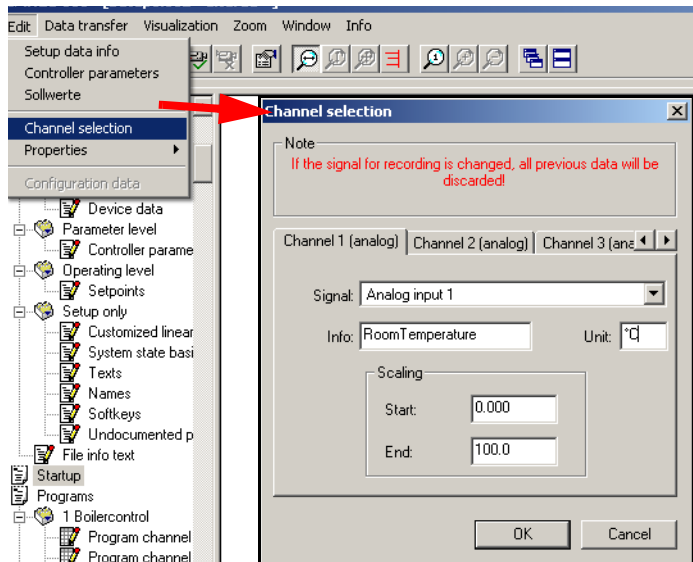 Edit Data transfer Visualization Zoom Window Info
Setup data info
Controller parameters
Sollwerte
Channel selection
Properties
Configuration data
Device data
Parameter level
Controller parame
Operating level
Setpoints
Setup only
Customized linear
System state basi
Texts
Names
Softkeys
Undocumented p
File info text
Startup
Programs
1 Boilercontrol
Program channel
Program channel
Channel selection
Note
If the signal for recording is changed, all previous data will be
discarded!
Channel 1 (analog) Channel 2 (analog) Channel 3 (ana
Signal: Analog input 1
Info: RoomTemperature Unit: °C
Scaling
Start: 0.000
End: 100.0
OK Cancel